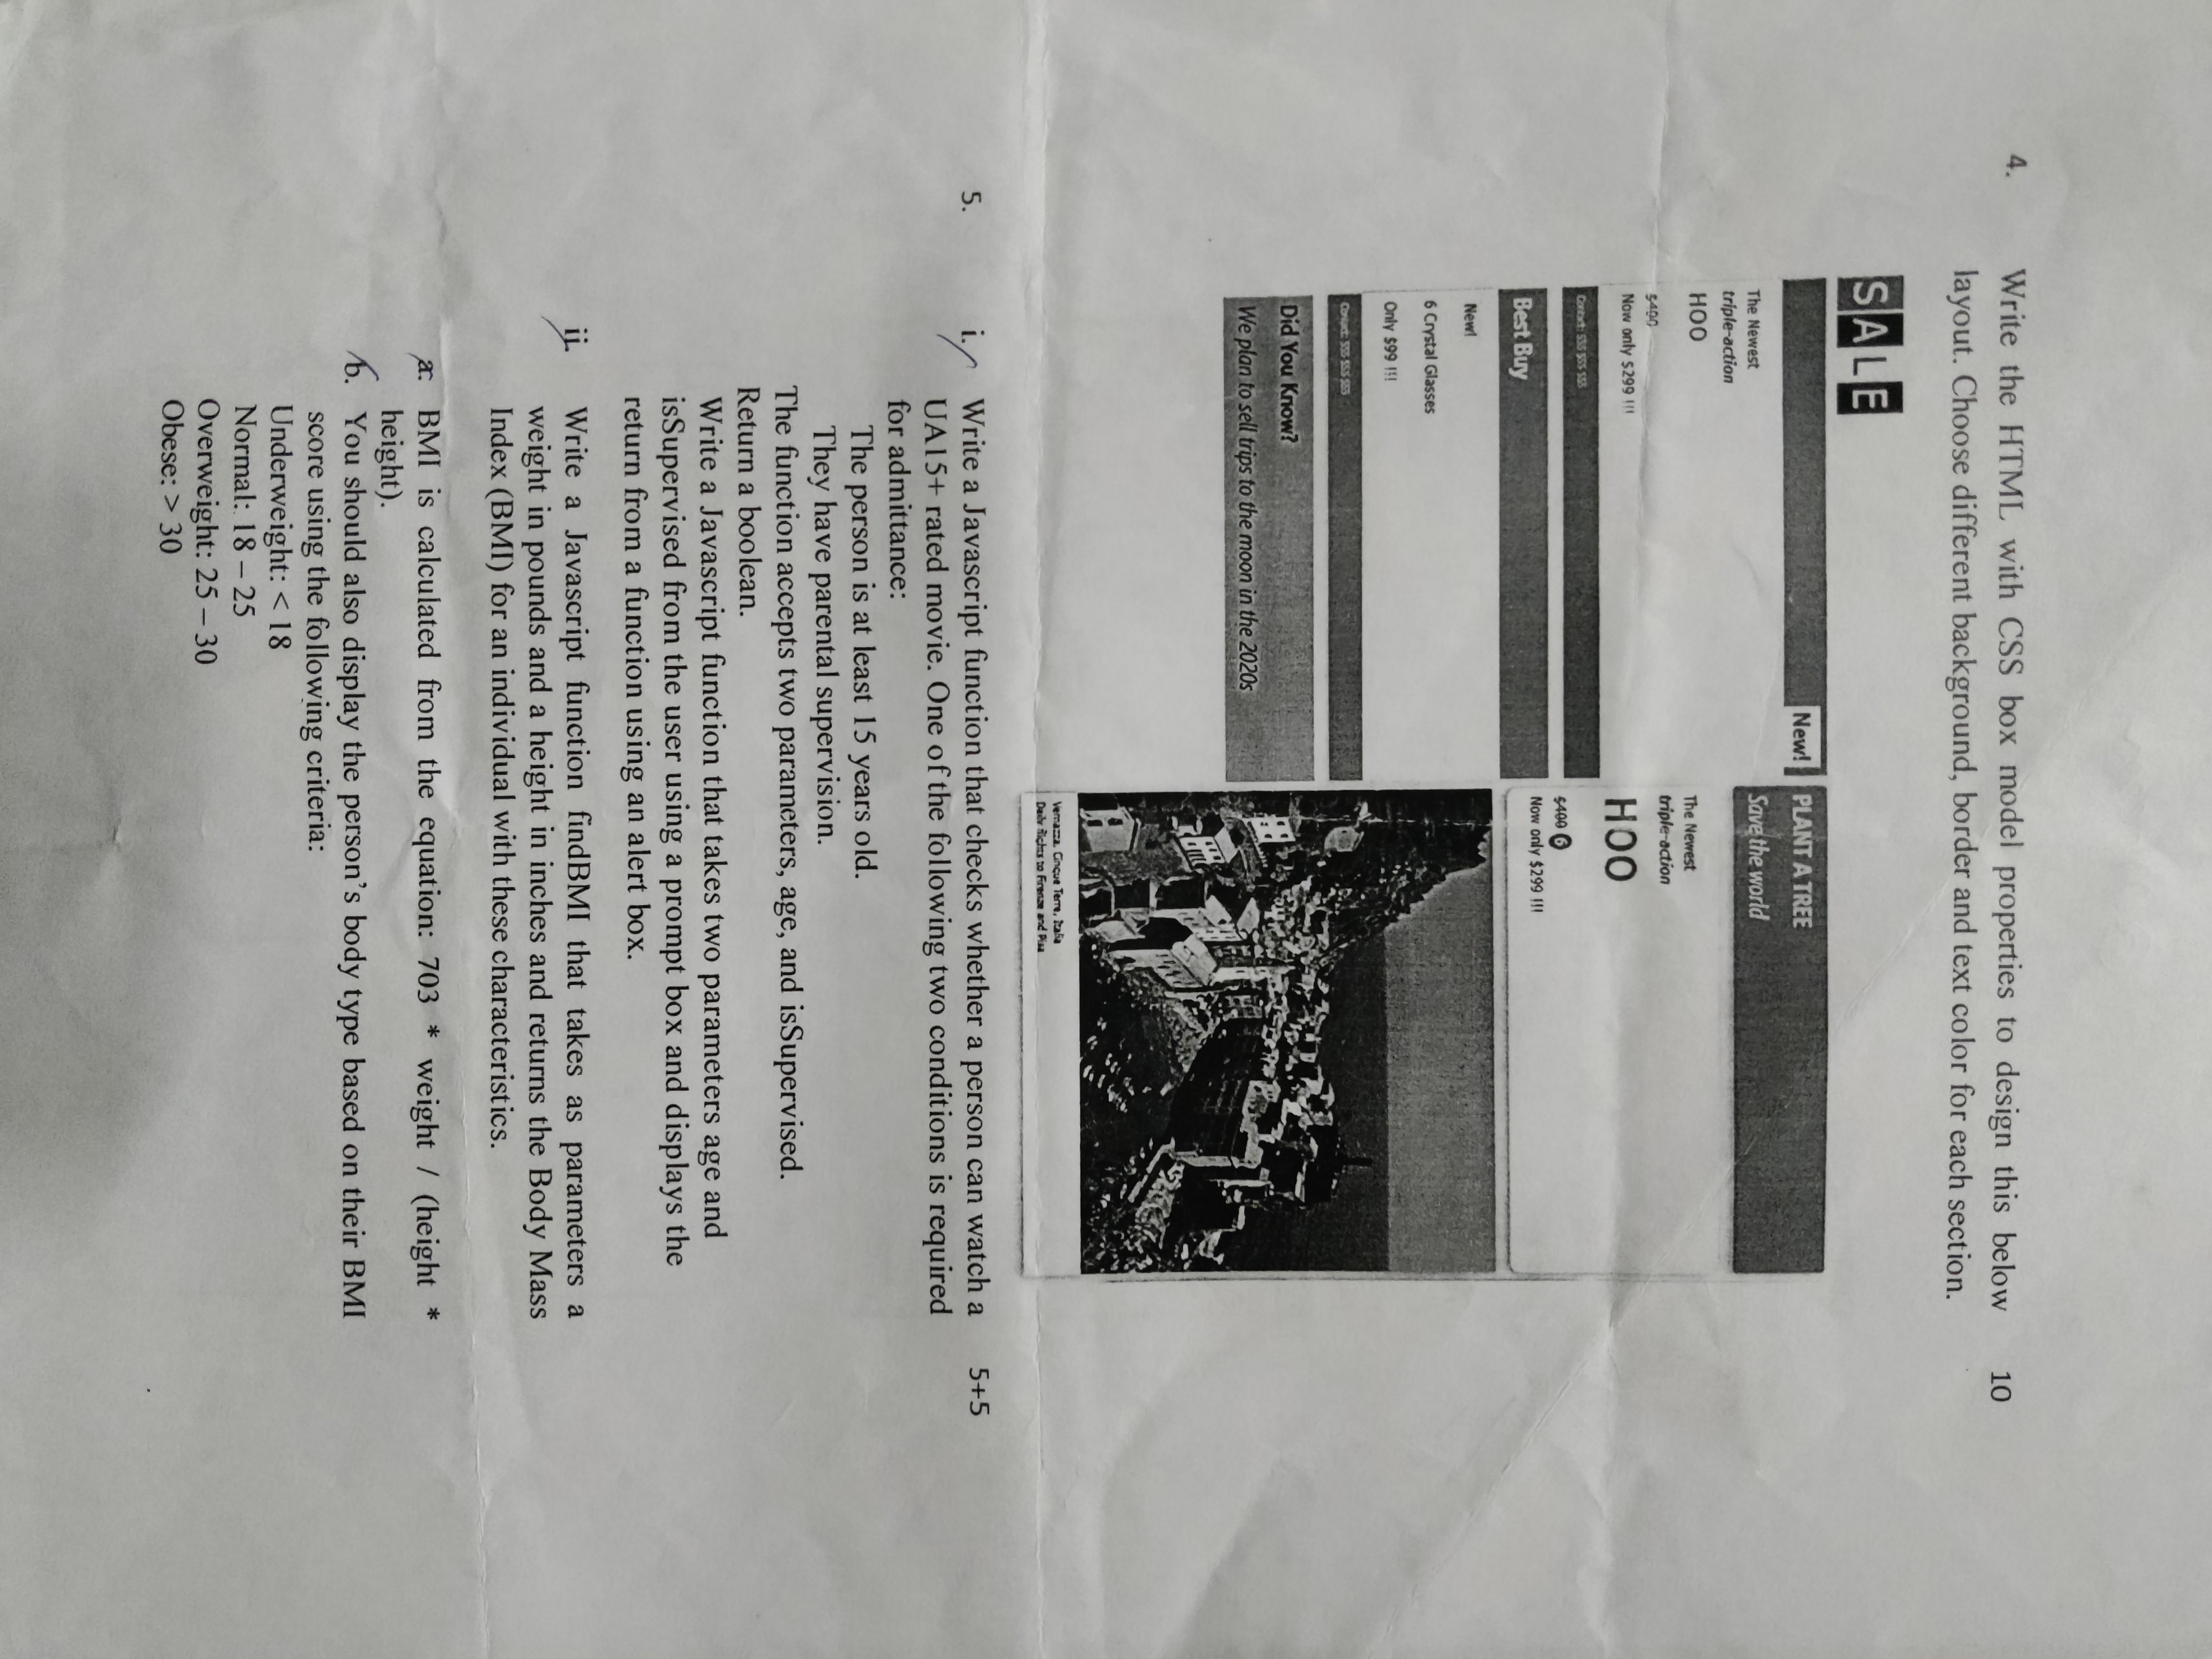 4. Write the HTML with CSS box model properties to design this below 10
layout. Choose different background, border and text color for each section.
SALE
New!
The Newest
triple-action
HOO
$400
Now only $299 !!!
Contact: 555 555 555
Best Buy
New!
6 Crystal Glasses
Only $99 !!!
Contact: 555 555 555
Did You Know?
We plan to sell trips to the moon in the 2020s
PLANT A TREE
Save the world
The Newest
triple-action
HOO
$400 6
Now only $299 !!!
Vernazza, Cinque Terre, Italia
Daily flights to Firenze and Pisa
5. i. Write a Javascript function that checks whether a person can watch a 5+5
UA15+ rated movie. One of the following two conditions is required
for admittance:
The person is at least 15 years old.
They have parental supervision.
The function accepts two parameters, age, and isSupervised.
Return a boolean.
Write a Javascript function that takes two parameters age and
isSupervised from the user using a prompt box and displays the
return from a function using an alert box.
ii. Write a Javascript function findBMI that takes as parameters a
weight in pounds and a height in inches and returns the Body Mass
Index (BMI) for an individual with these characteristics.
a. BMI is calculated from the equation: 703 * weight / (height *
height).
b. You should also display the person's body type based on their BMI
score using the following criteria:
Underweight: < 18
Normal: 18 – 25
Overweight: 25 – 30
Obese: > 30